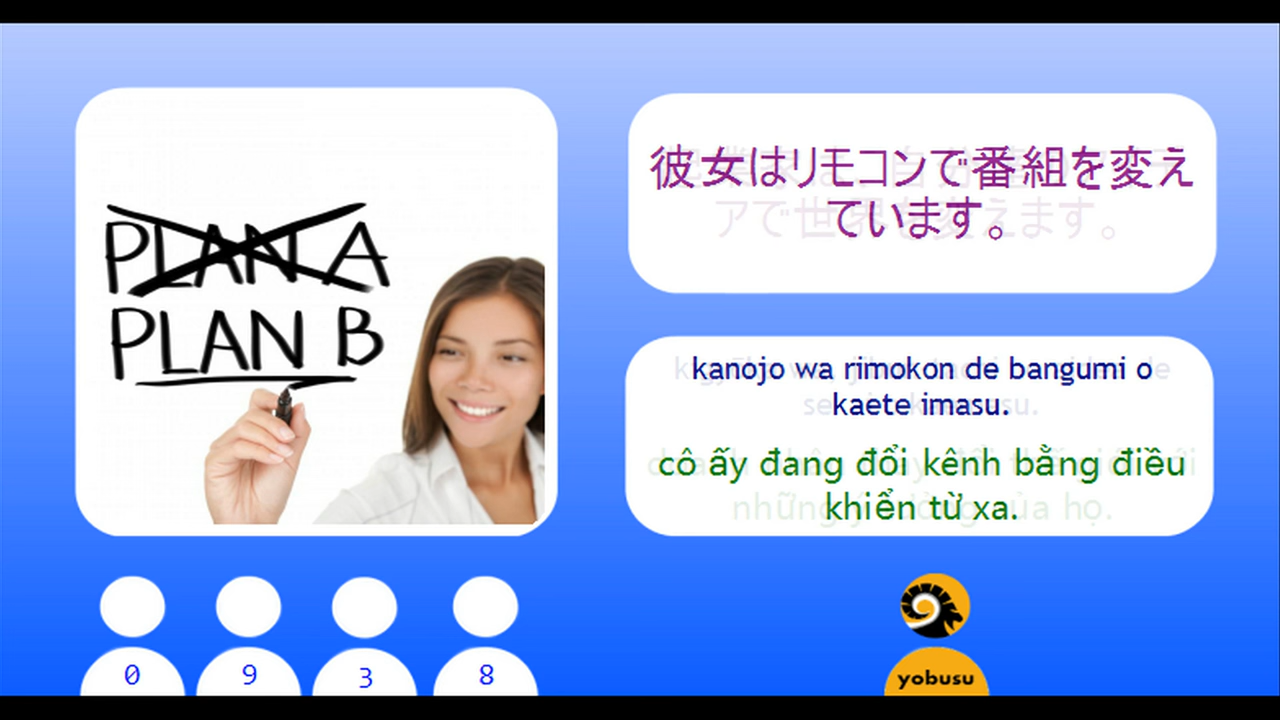 PLAN A
PLAN B
彼女はリモコンで番組を変え
ています。
kanojo wa rimokon de bangumi o
kaete imasu.
cô ấy đang đổi kênh bằng điều
khiển từ xa.
0 9 3 8
yobusu